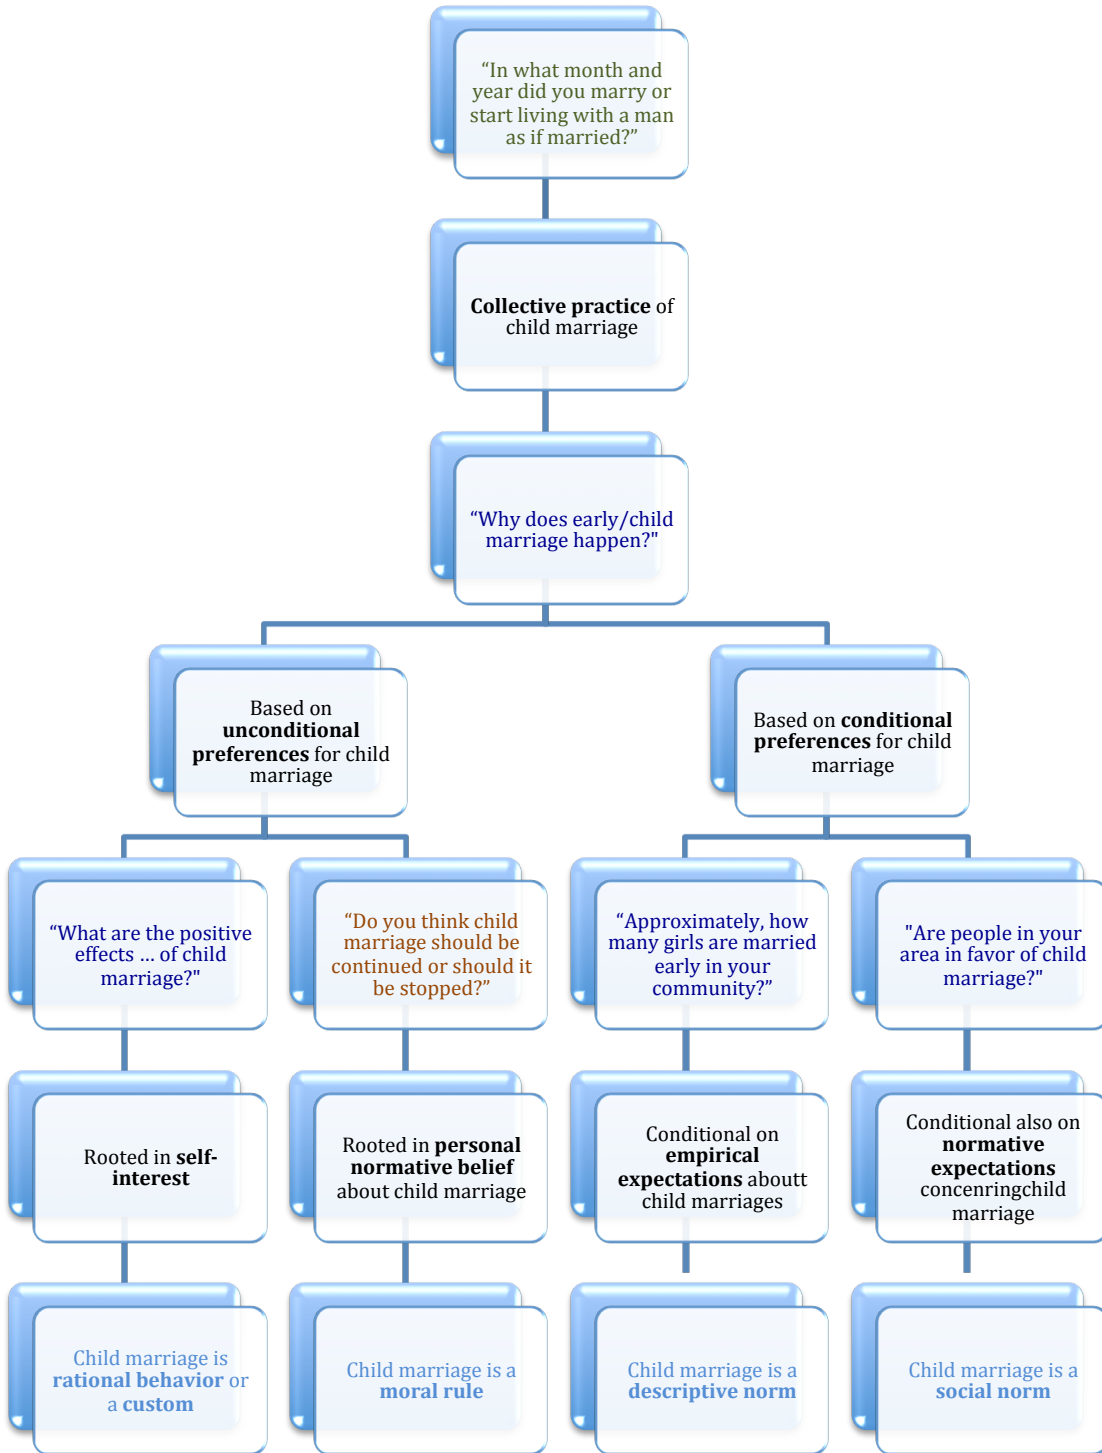 “In what month and
year did you marry or
start living with a man
as if married?”
Collective practice of
child marriage
“Why does early/child
marriage happen?"
Based on
unconditional
preferences for child
marriage
Based on conditional
preferences for child
marriage
“What are the positive
effects ... of child
marriage?"
“Do you think child
marriage should be
continued or should it
be stopped?”
“Approximately, how
many girls are married
early in your
community?”
"Are people in your
area in favor of child
marriage?"
Rooted in self-
interest
Rooted in personal
normative belief
about child marriage
Conditional on
empirical
expectations aboutt
child marriages
Conditional also on
normative
expectations
concenringchild
marriage
Child marriage is
rational behavior or
a custom
Child marriage is a
moral rule
Child marriage is a
descriptive norm
Child marriage is a
social norm